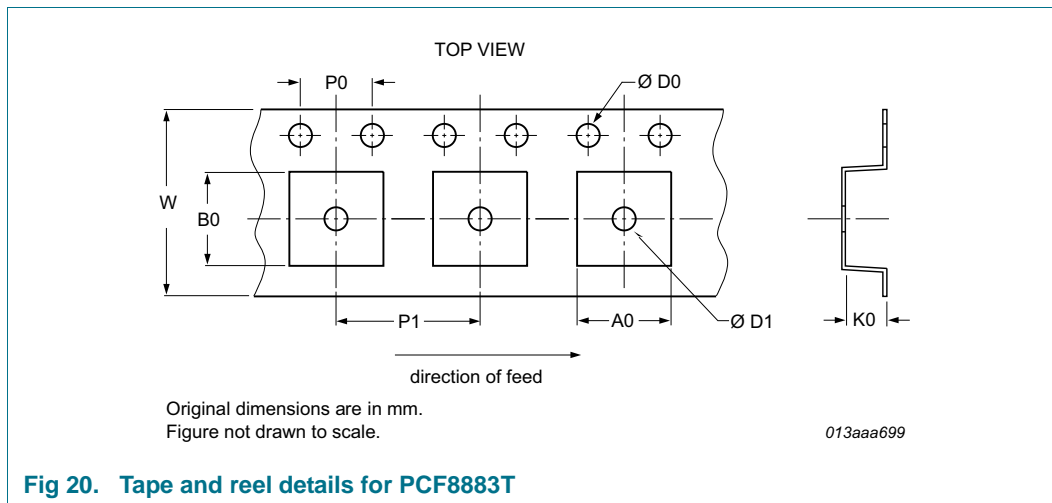 TOP VIEW
P0
Ø D0
W
B0
P1
A0
Ø D1
K0
direction of feed
Original dimensions are in mm.
Figure not drawn to scale.
013aaa699
Fig 20. Tape and reel details for PCF8883T